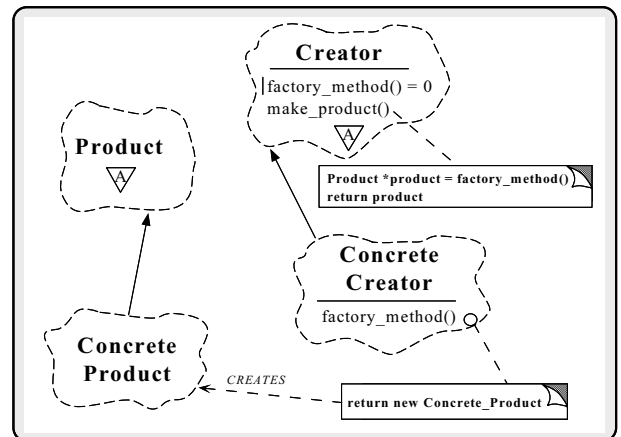 Creator
factory_method() = 0
make_product()
A
Product
A
Product *product = factory_method()
return product
Concrete
Creator
factory_method()
Concrete
Product
CREATES
return new Concrete_Product